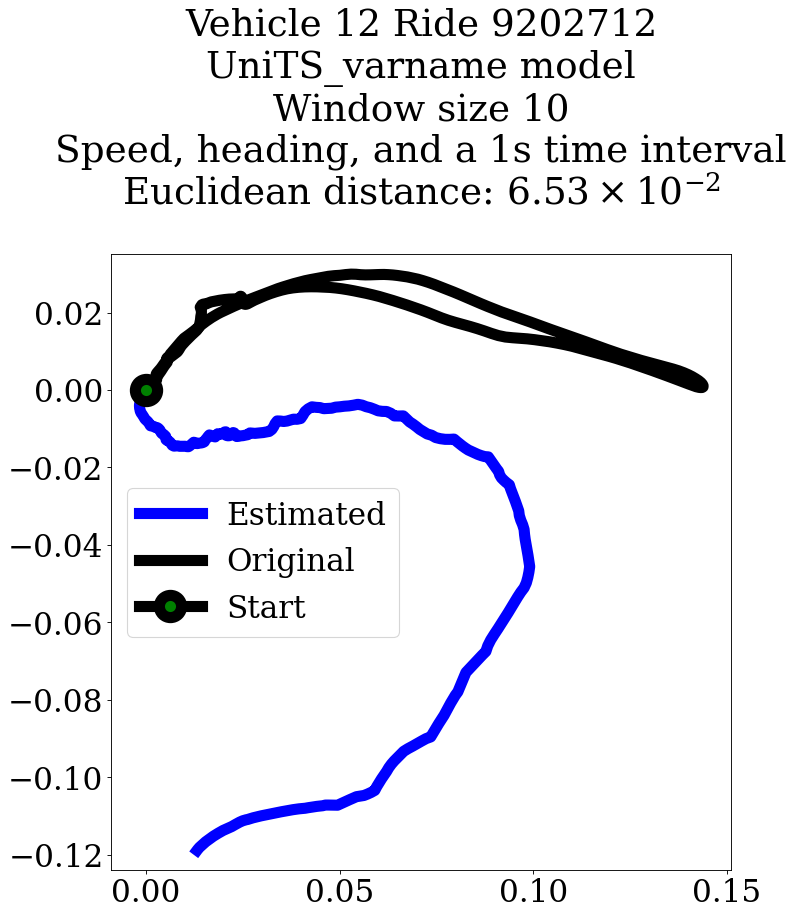 Vehicle 12 Ride 9202712
UniTS_varname model
Window size 10
Speed, heading, and a 1s time interval
Euclidean distance: 6.53 × 10⁻²
0.02
0.00
−0.02
−0.04
−0.06
−0.08
−0.10
−0.12
Estimated
Original
Start
0.00 0.05 0.10 0.15